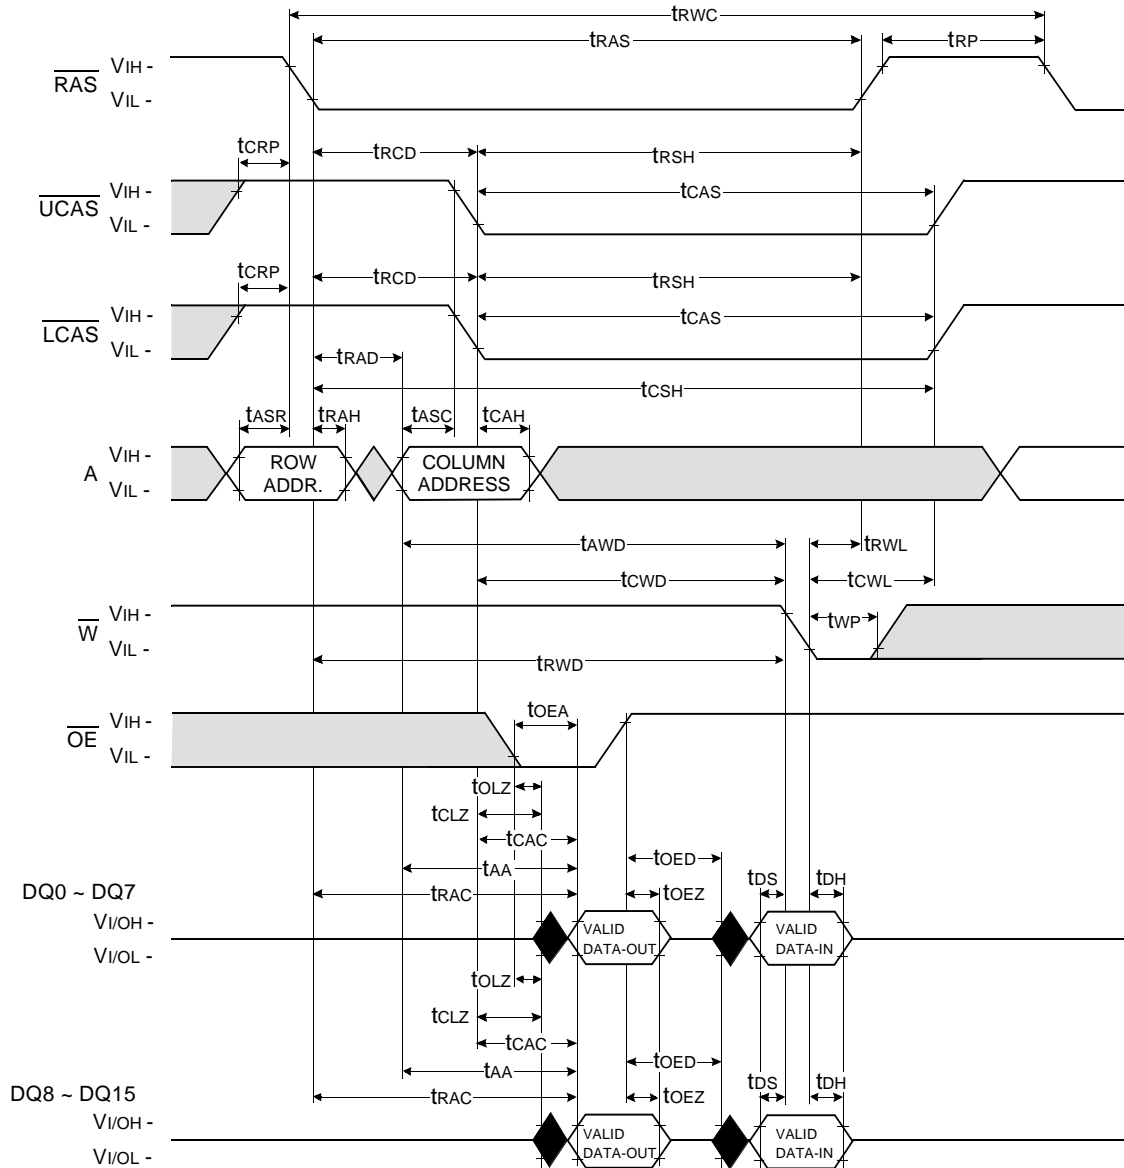 tRWC
tRAS
tRP
RAS
VIH -
VIL -
tCRP
tRCD
tRSH
UCAS
VIH -
VIL -
tCAS
tCRP
tRCD
tRSH
LCAS
VIH -
VIL -
tCAS
tRAD
tCSH
tASR
tRAH
tASC
tCAH
A
VIH -
VIL -
ROW
ADDR.
COLUMN
ADDRESS
tAWD
tRWL
tCWD
tCWL
W
VIH -
VIL -
tWP
tRWD
OE
VIH -
VIL -
tOEA
tOLZ
tCLZ
tCAC
tOED
tAA
tDS
tDH
DQ0 ~ DQ7
tRAC
tOEZ
VI/OH -
VI/OL -
VALID
DATA-OUT
VALID
DATA-IN
tOLZ
tCLZ
tCAC
tOED
tAA
tDS
tDH
DQ8 ~ DQ15
tRAC
tOEZ
VI/OH -
VI/OL -
VALID
DATA-OUT
VALID
DATA-IN